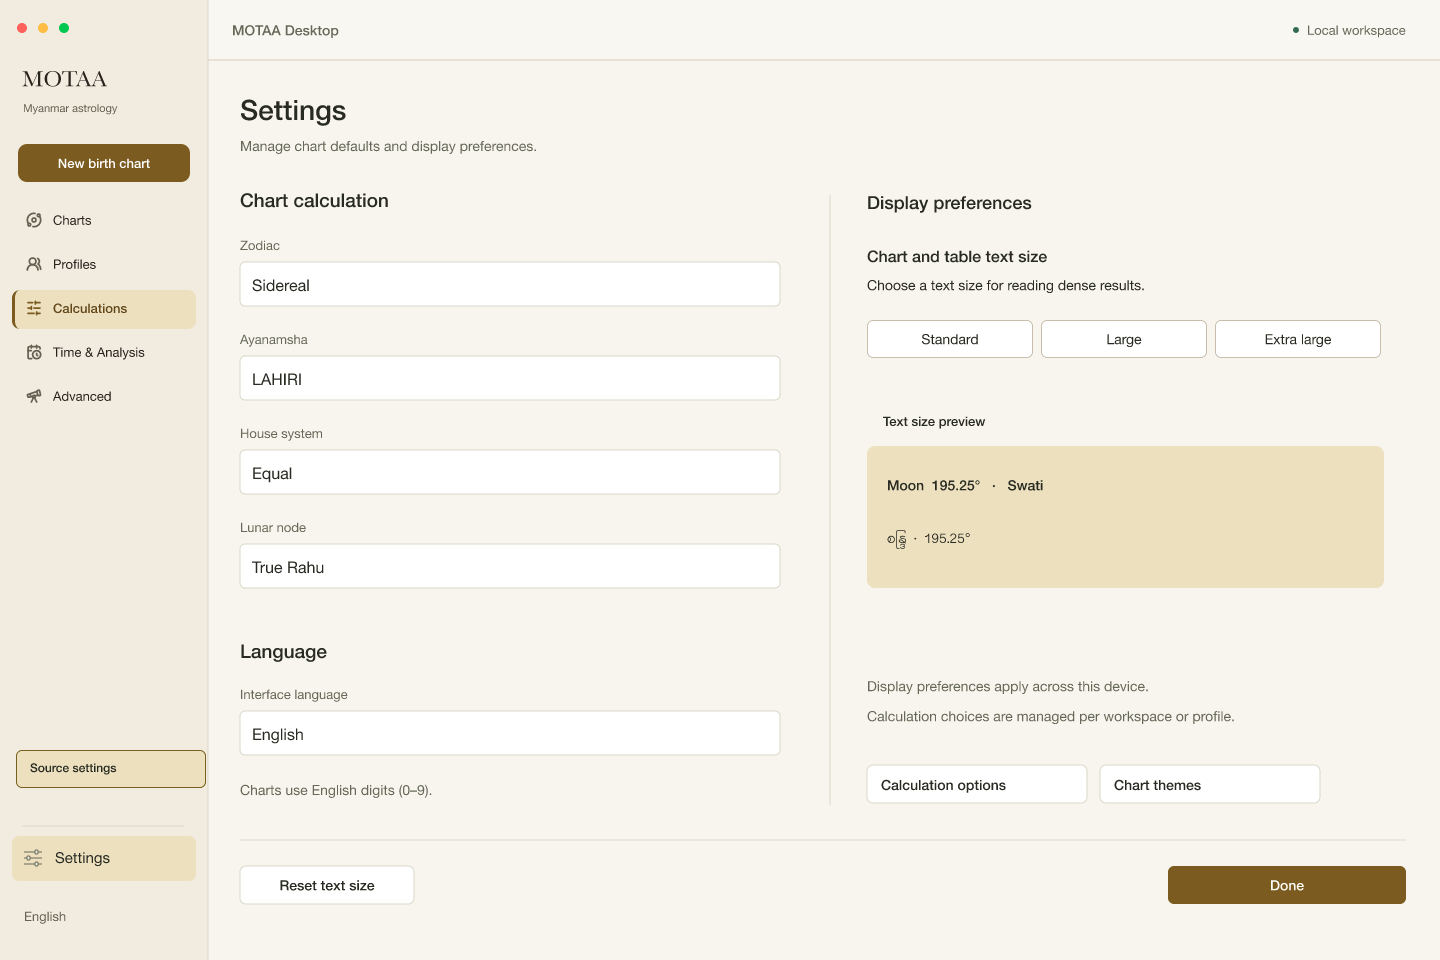 MOTAA Desktop
Local workspace
MOTAA
Myanmar astrology
New birth chart
Charts
Profiles
Calculations
Time & Analysis
Advanced
Source settings
Settings
English
Settings
Manage chart defaults and display preferences.
Chart calculation
Zodiac
Sidereal
Ayanamsha
LAHIRI
House system
Equal
Lunar node
True Rahu
Language
Interface language
English
Charts use English digits (0–9).
Display preferences
Chart and table text size
Choose a text size for reading dense results.
Standard
Large
Extra large
Text size preview
Moon 195.25° · Swati
· 195.25°
Display preferences apply across this device.
Calculation choices are managed per workspace or profile.
Calculation options
Chart themes
Reset text size
Done